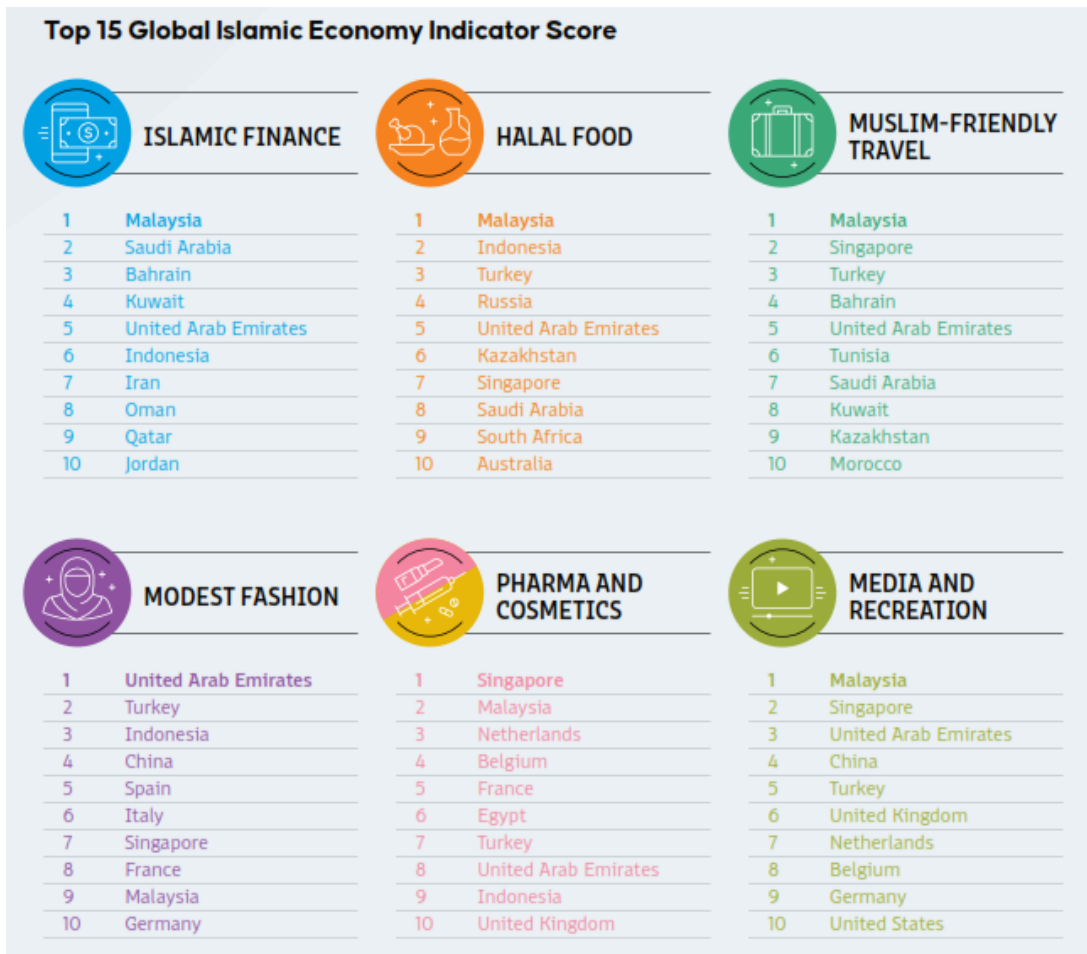 Top 15 Global Islamic Economy Indicator Score
ISLAMIC FINANCE
1 Malaysia
2 Saudi Arabia
3 Bahrain
4 Kuwait
5 United Arab Emirates
6 Indonesia
7 Iran
8 Oman
9 Qatar
10 Jordan
HALAL FOOD
1 Malaysia
2 Indonesia
3 Turkey
4 Russia
5 United Arab Emirates
6 Kazakhstan
7 Singapore
8 Saudi Arabia
9 South Africa
10 Australia
MUSLIM-FRIENDLY
TRAVEL
1 Malaysia
2 Singapore
3 Turkey
4 Bahrain
5 United Arab Emirates
6 Tunisia
7 Saudi Arabia
8 Kuwait
9 Kazakhstan
10 Morocco
MODEST FASHION
1 United Arab Emirates
2 Turkey
3 Indonesia
4 China
5 Spain
6 Italy
7 Singapore
8 France
9 Malaysia
10 Germany
PHARMA AND
COSMETICS
1 Singapore
2 Malaysia
3 Netherlands
4 Belgium
5 France
6 Egypt
7 Turkey
8 United Arab Emirates
9 Indonesia
10 United Kingdom
MEDIA AND
RECREATION
1 Malaysia
2 Singapore
3 United Arab Emirates
4 China
5 Turkey
6 United Kingdom
7 Netherlands
8 Belgium
9 Germany
10 United States